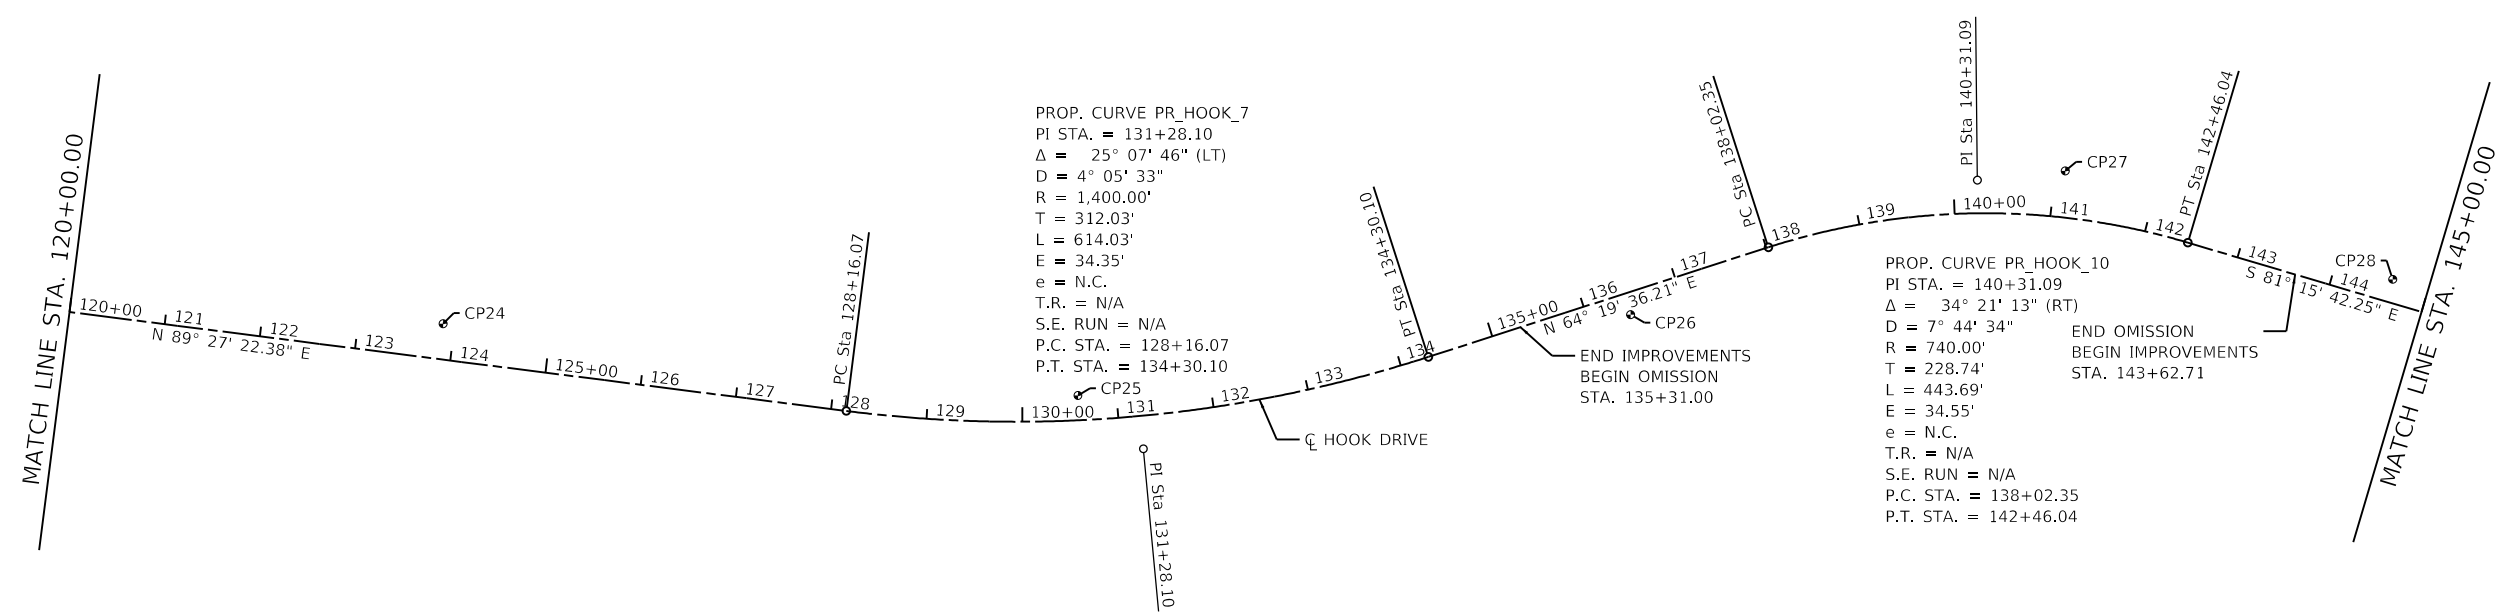 MATCH LINE STA. 120+00.00
120+00
121
122
123
124
125+00
126
127
128
129
130+00
131
132
133
134
135+00
136
137
138
139
140+00
141
142
143
144
N 89° 27' 22.38" E
CP24
PC Sta 128+16.07
PROP. CURVE PR_HOOK_7
PI STA. = 131+28.10
Δ = 25° 07' 46" (LT)
D = 4° 05' 33"
R = 1,400.00'
T = 312.03'
L = 614.03'
E = 34.35'
e = N.C.
T.R. = N/A
S.E. RUN = N/A
P.C. STA. = 128+16.07
P.T. STA. = 134+30.10
CP25
PI Sta 131+28.10
℄ HOOK DRIVE
PT Sta 134+30.10
N 64° 19' 36.21" E
CP26
END IMPROVEMENTS
BEGIN OMISSION
STA. 135+31.00
PC Sta 138+02.35
PI Sta 140+31.09
CP27
PT Sta 142+46.04
PROP. CURVE PR_HOOK_10
PI STA. = 140+31.09
Δ = 34° 21' 13" (RT)
D = 7° 44' 34"
R = 740.00'
T = 228.74'
L = 443.69'
E = 34.55'
e = N.C.
T.R. = N/A
S.E. RUN = N/A
P.C. STA. = 138+02.35
P.T. STA. = 142+46.04
END OMISSION
BEGIN IMPROVEMENTS
STA. 143+62.71
S 81° 15' 42.25" E
CP28
MATCH LINE STA. 145+00.00